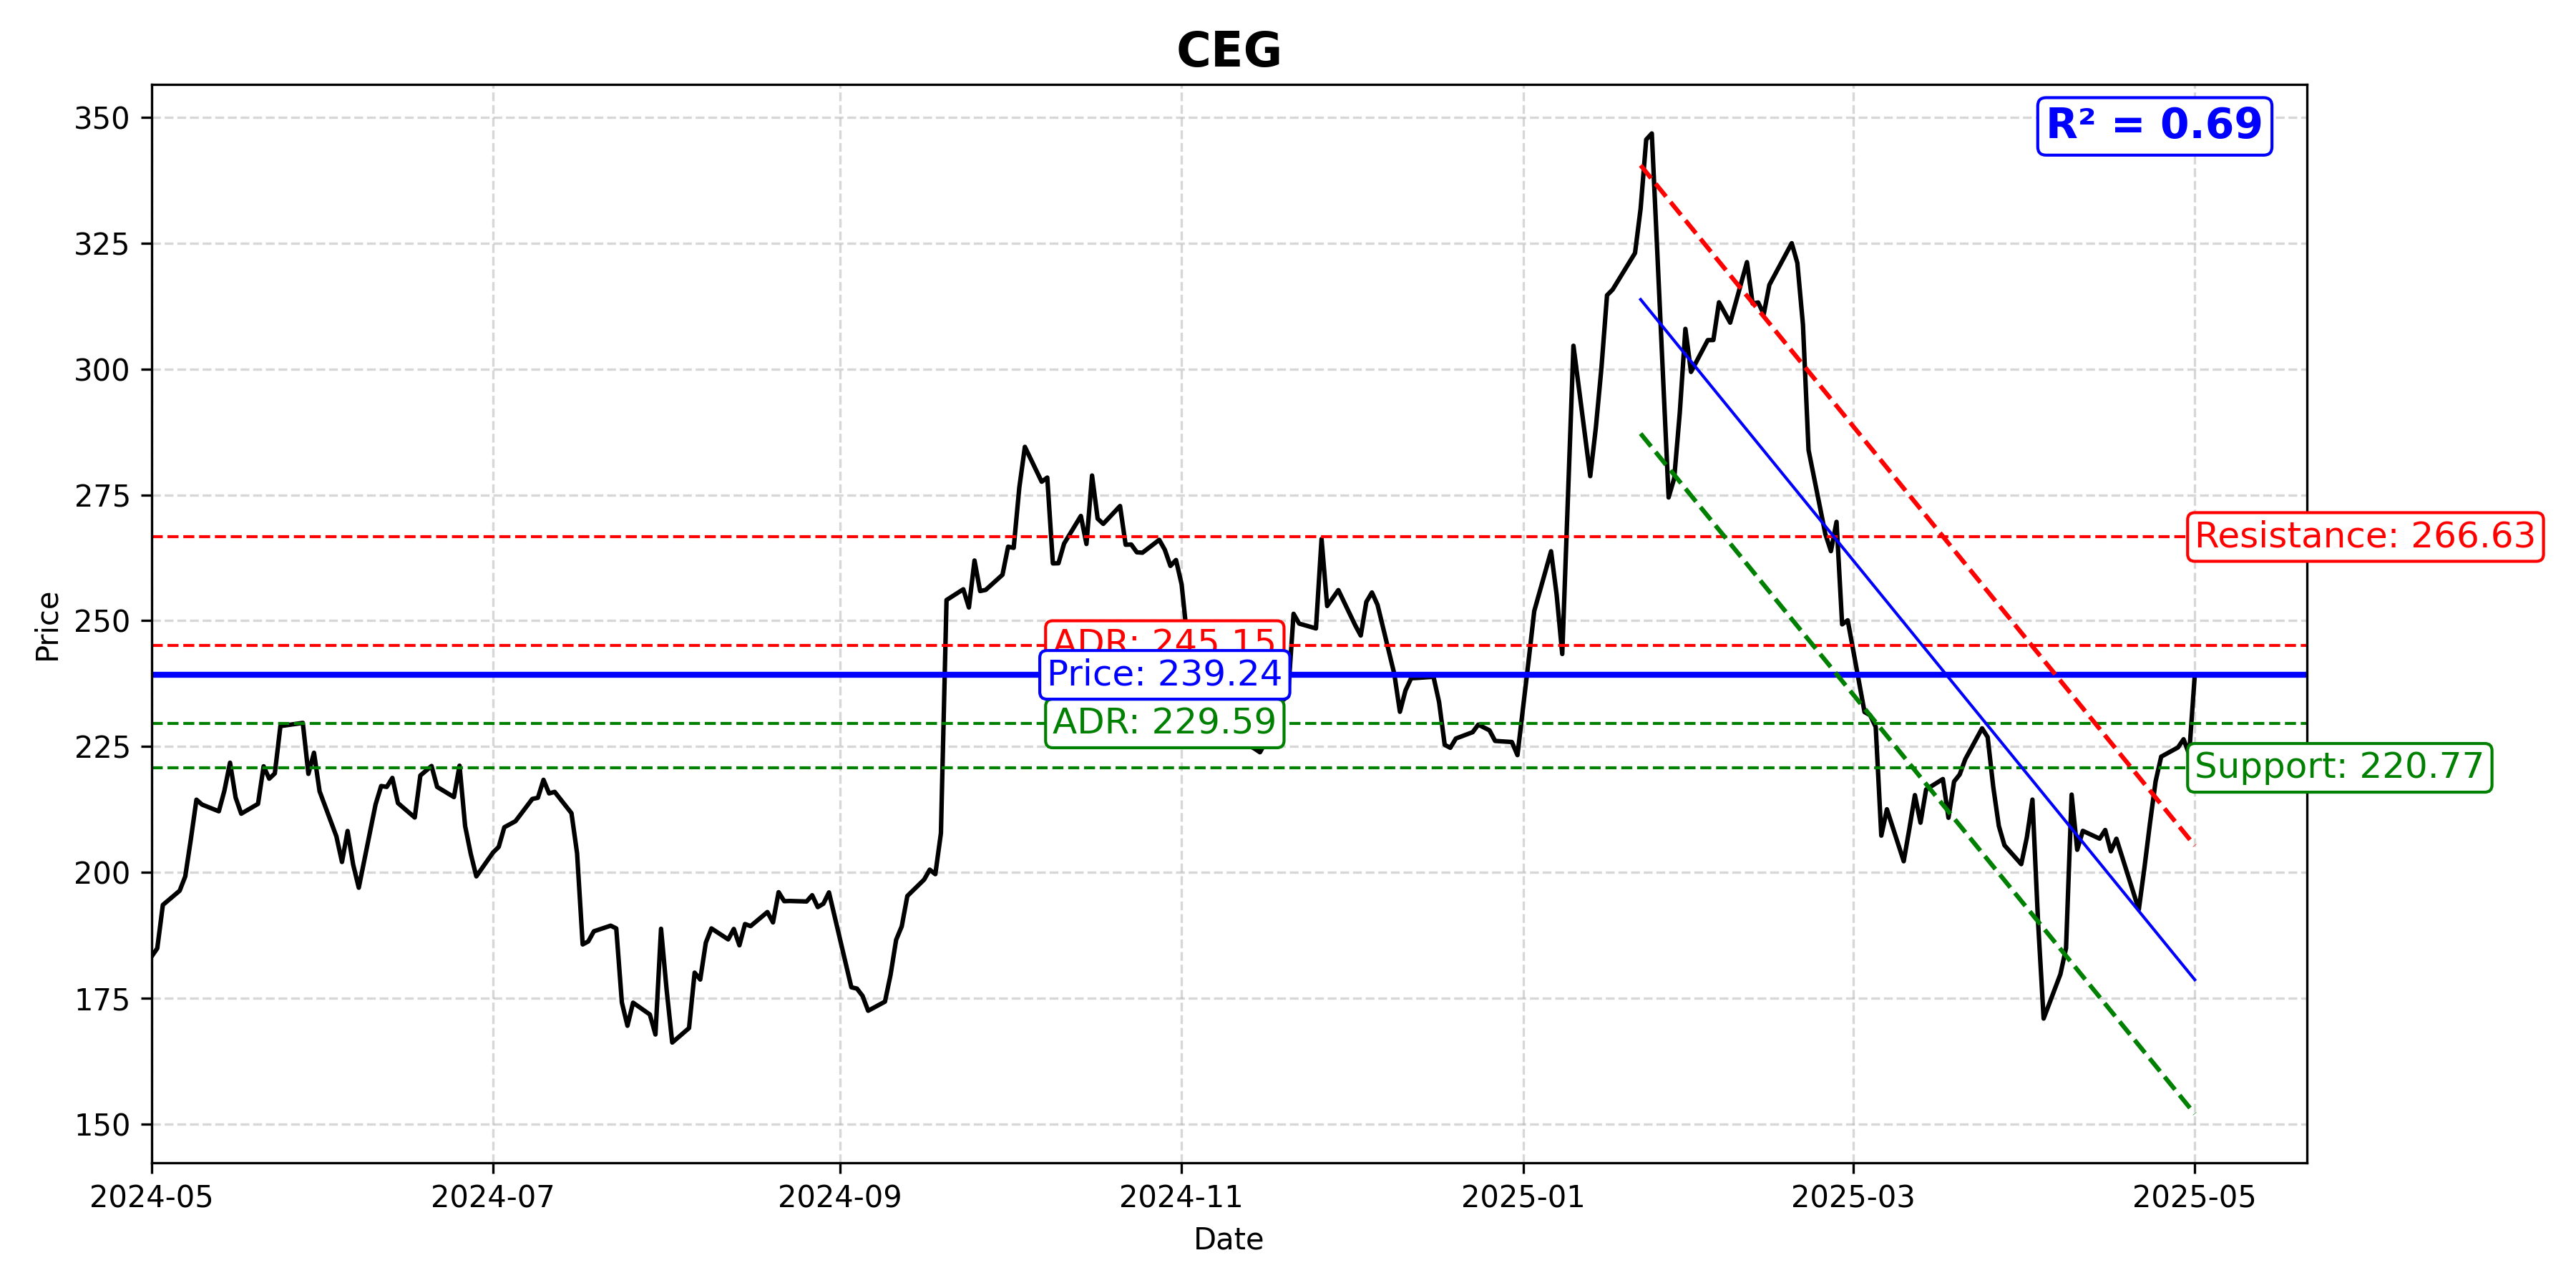 CEG
R² = 0.69
350
325
300
275
250
225
200
175
150
Price
Resistance: 266.63
ADR: 245.15
Price: 239.24
ADR: 229.59
Support: 220.77
2024-05
2024-07
2024-09
2024-11
2025-01
2025-03
2025-05
Date